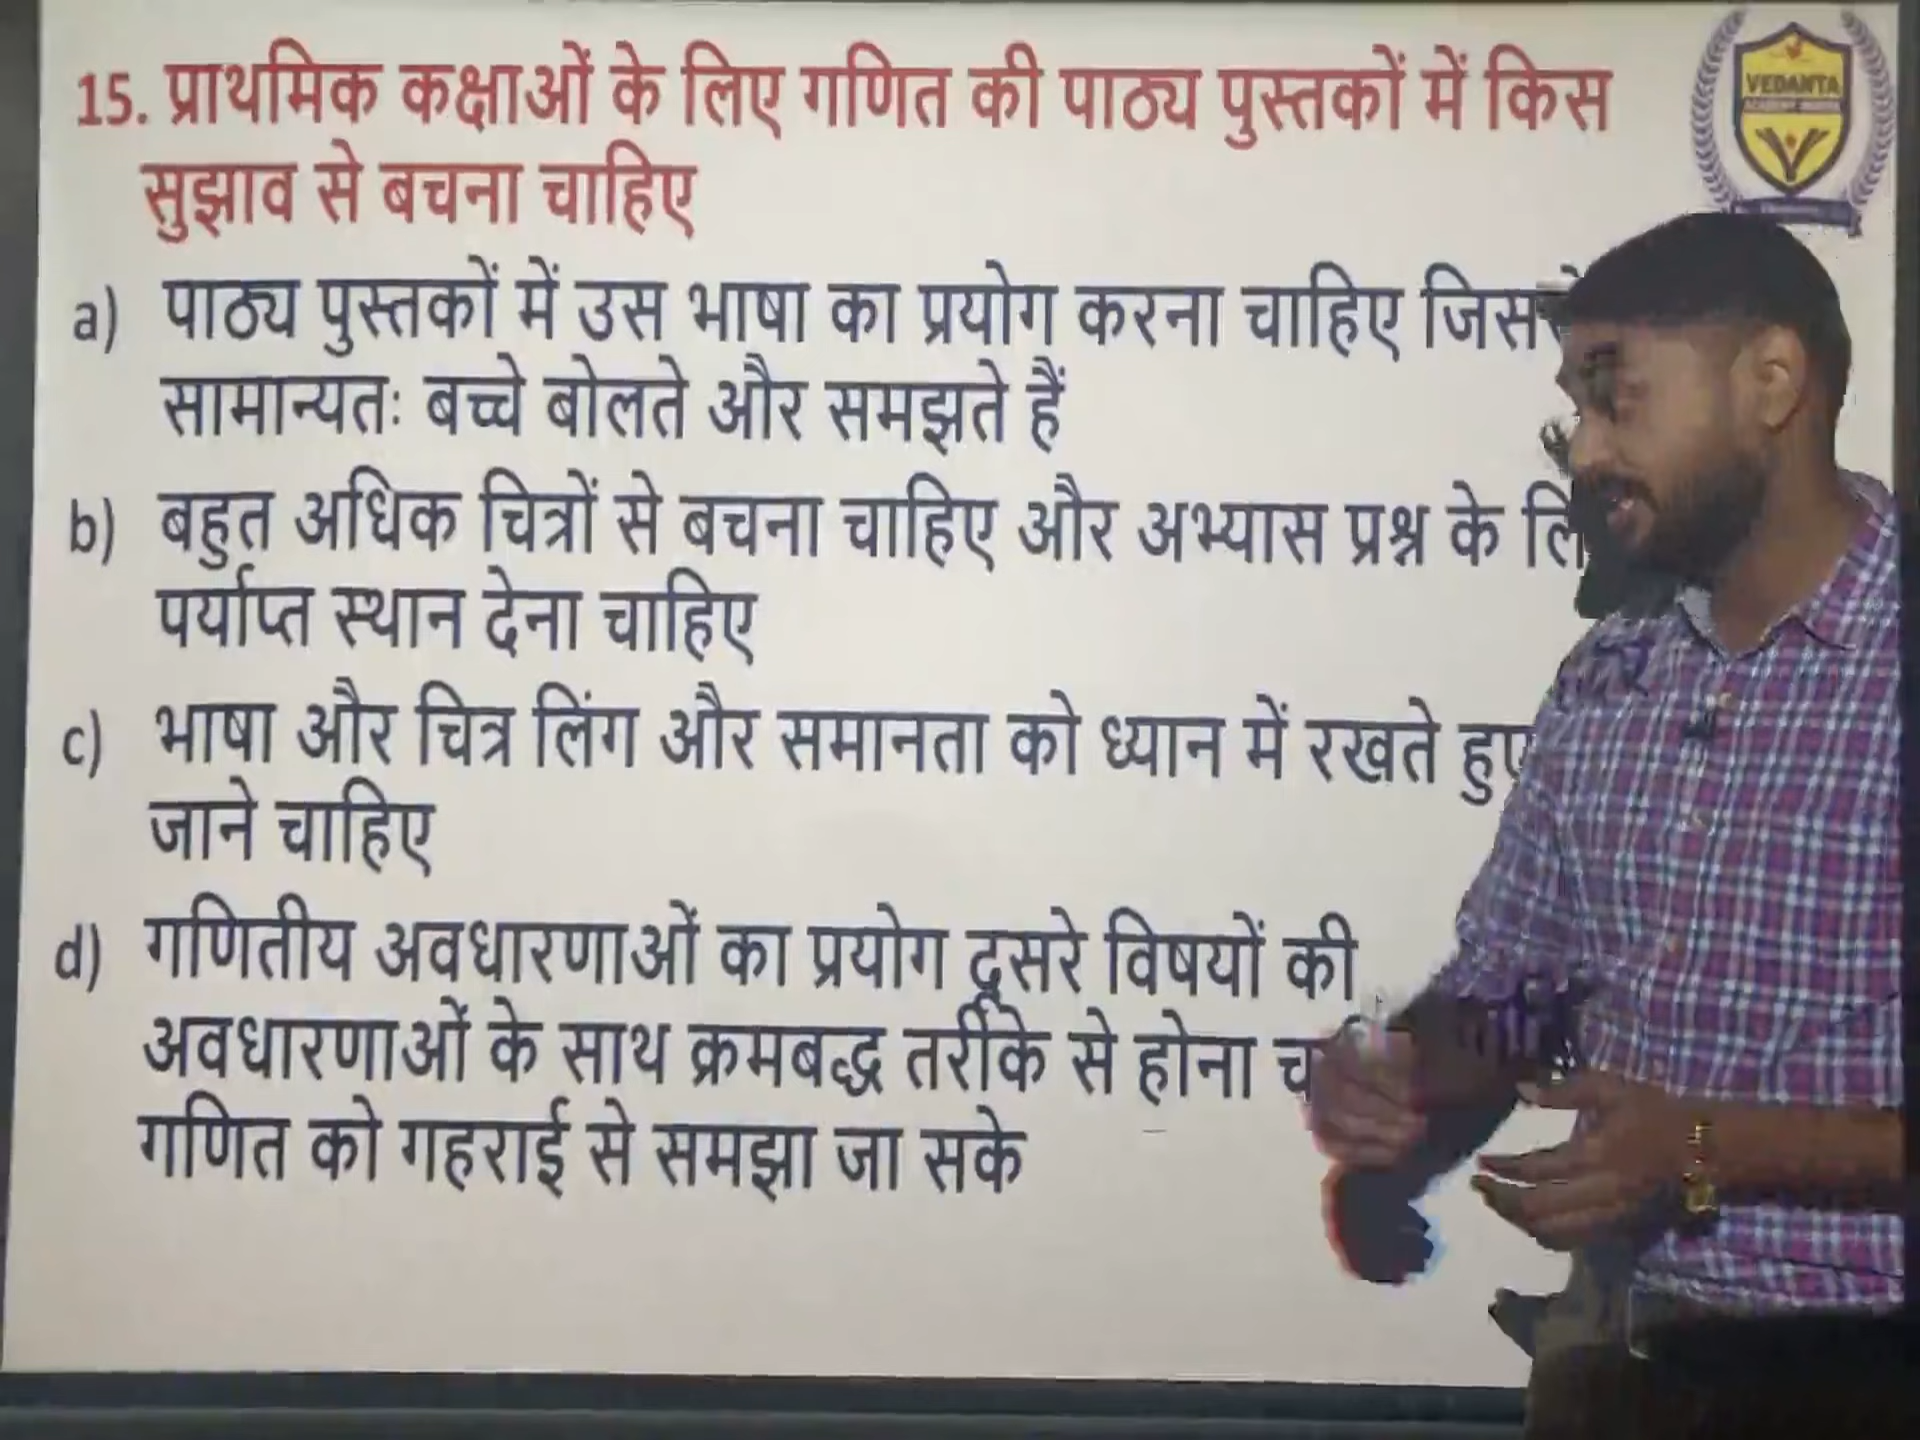 15. प्राथमिक कक्षाओं के लिए गणित की पाठ्य पुस्तकों में किस
सुझाव से बचना चाहिए
VEDANTA
a) पाठ्य पुस्तकों में उस भाषा का प्रयोग करना चाहिए
सामान्यतः बच्चे बोलते और समझते हैं
b) बहुत अधिक चित्रों से बचना चाहिए और अभ्यास प्रश्न के
पर्याप्त स्थान देना चाहिए
c) भाषा और चित्र लिंग और समानता को ध्यान में रखते हुए
जाने चाहिए
d) गणितीय अवधारणाओं का प्रयोग दूसरे विषयों की
अवधारणाओं के साथ क्रमबद्ध तरीके से होना
गणित को गहराई से समझा जा सके